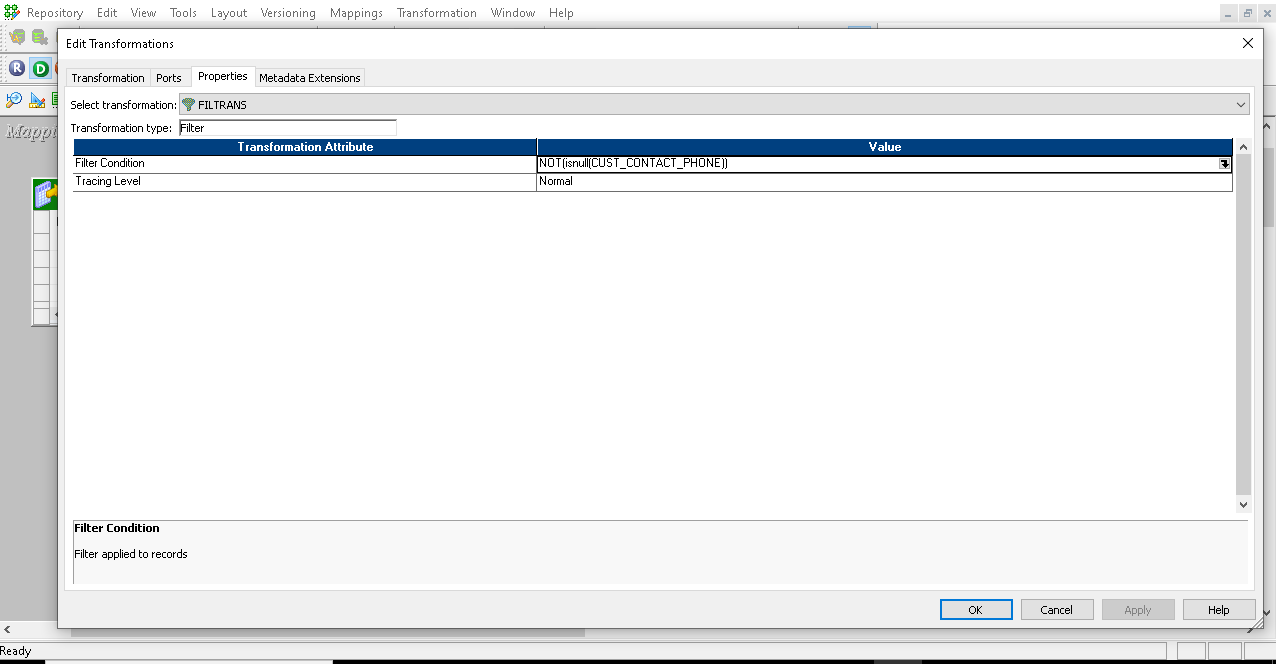 Repository Edit View Tools Layout Versioning Mappings Transformation Window Help
Edit Transformations
R D
Transformation Ports Properties Metadata Extensions
Select transformation: FILTRANS
Transformation type: Filter
Transformation Attribute Value
Filter Condition NOT(isnull(CUST_CONTACT_PHONE))
Tracing Level Normal
Filter Condition
Filter applied to records
OK Cancel Apply Help
Ready